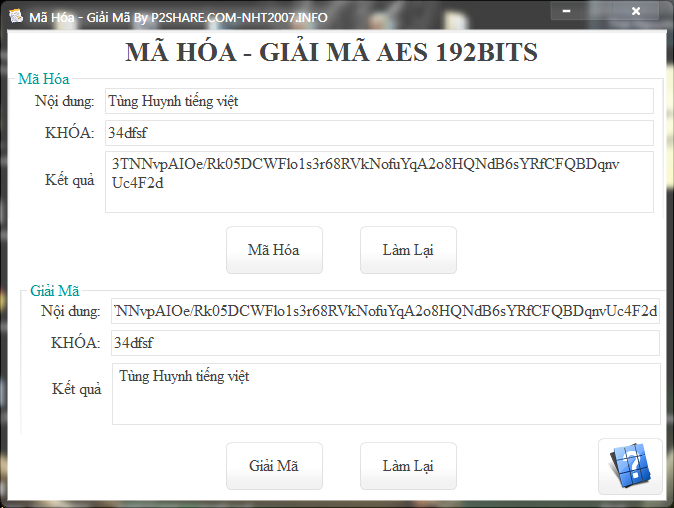 Mã Hóa - Giải Mã By P2SHARE.COM-NHT2007.INFO
MÃ HÓA - GIẢI MÃ AES 192BITS
Mã Hóa
Nội dung: Tùng Huynh tiếng việt
KHÓA: 34dfsf
Kết quả 3TNNvpAIOe/Rk05DCWFlo1s3r68RVkNofuYqA2o8HQNdB6sYRfCFQBDqnv
Uc4F2d
Mã Hóa Làm Lại
Giải Mã
Nội dung: NNvpAIOe/Rk05DCWFlo1s3r68RVkNofuYqA2o8HQNdB6sYRfCFQBDqnvUc4F2d
KHÓA: 34dfsf
Kết quả Tùng Huynh tiếng việt
Giải Mã Làm Lại